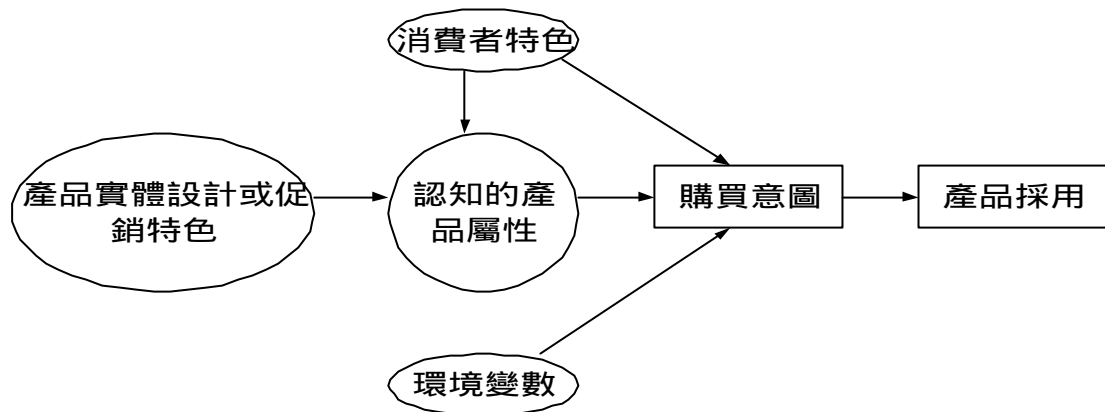 消費者特色
產品實體設計或促
銷特色
認知的產
品屬性
購買意圖
產品採用
環境變數